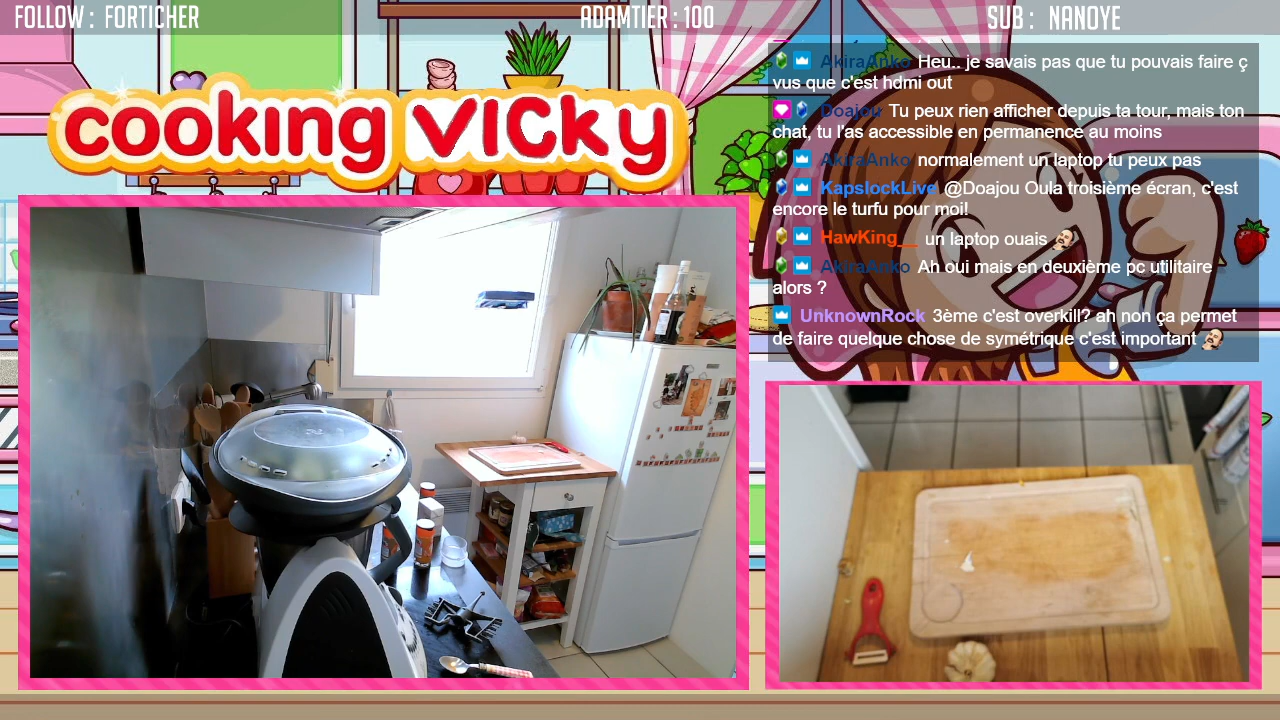 FOLLOW : FORTICHER
ADAMTIER : 100
SUB : NANOYE
cooking VICky
AkiraAnko Heu.. je savais pas que tu pouvais faire ç
vus que c'est hdmi out
Doajou Tu peux rien afficher depuis ta tour, mais ton
chat, tu l'as accessible en permanence au moins
AkiraAnko normalement un laptop tu peux pas
KapslockLive @Doajou Oula troisième écran, c'est
encore le turfu pour moi!
HawKing__ un laptop ouais
AkiraAnko Ah oui mais en deuxième pc utilitaire
alors ?
UnknownRock 3ème c'est overkill? ah non ça permet
de faire quelque chose de symétrique c'est important